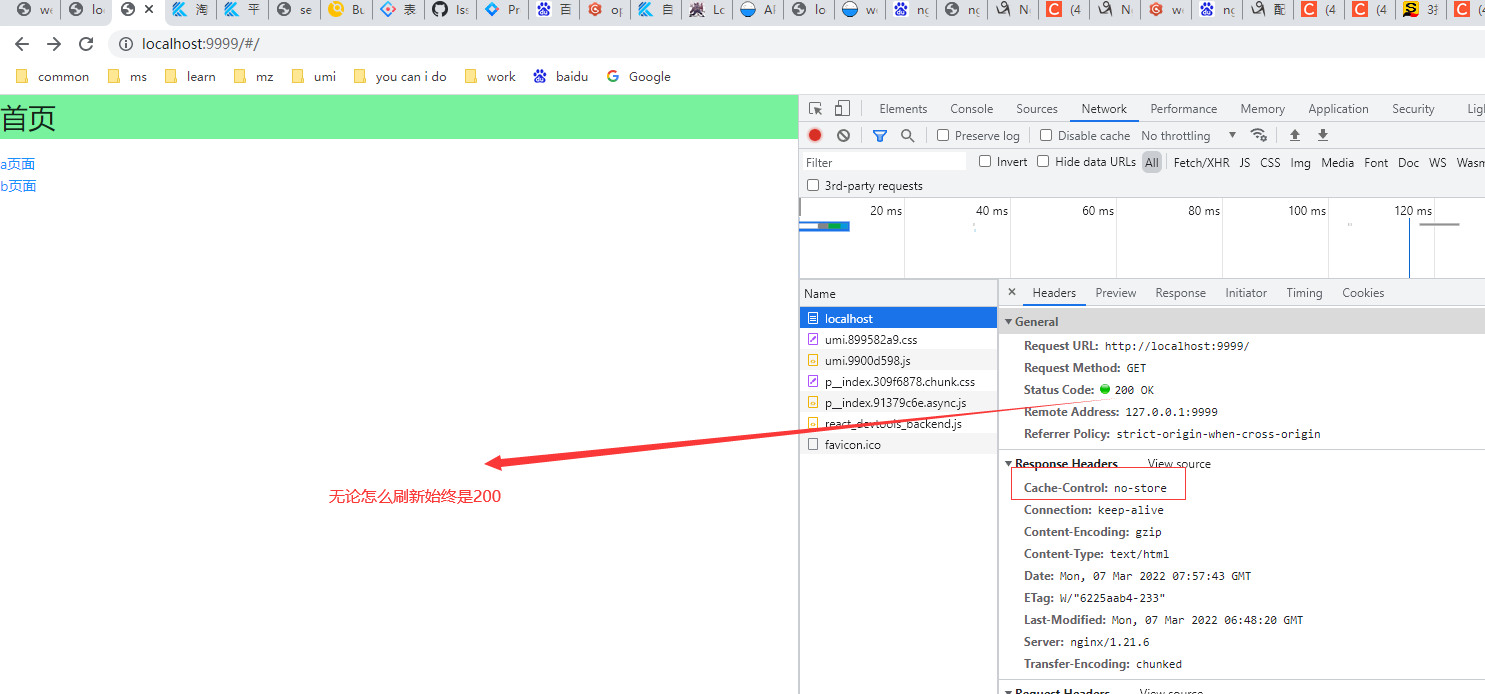 we lo 淘 平 se Bu 表 Iss Pr 百 op 自 Lo AF lo we ng ng N (4 N we ng 配 (4 (4 3扌 (4
localhost:9999/#/
common ms learn mz umi you can i do work baidu Google
首页
a页面
b页面
Elements Console Sources Network Performance Memory Application Security
Preserve log Disable cache No throttling
Filter Invert Hide data URLs All Fetch/XHR JS CSS Img Media Font Doc WS Wasm
3rd-party requests
20 ms 40 ms 60 ms 80 ms 100 ms 120 ms
Name
localhost
umi.899582a9.css
umi.9900d598.js
p__index.309f6878.chunk.css
p__index.91379c6e.async.js
react_devtools_backend.js
favicon.ico
Headers Preview Response Initiator Timing Cookies
General
Request URL: http://localhost:9999/
Request Method: GET
Status Code: 200 OK
Remote Address: 127.0.0.1:9999
Referrer Policy: strict-origin-when-cross-origin
Response Headers View source
Cache-Control: no-store
Connection: keep-alive
Content-Encoding: gzip
Content-Type: text/html
Date: Mon, 07 Mar 2022 07:57:43 GMT
ETag: W/"6225aab4-233"
Last-Modified: Mon, 07 Mar 2022 06:48:20 GMT
Server: nginx/1.21.6
Transfer-Encoding: chunked
Request Headers View source
无论怎么刷新始终是200